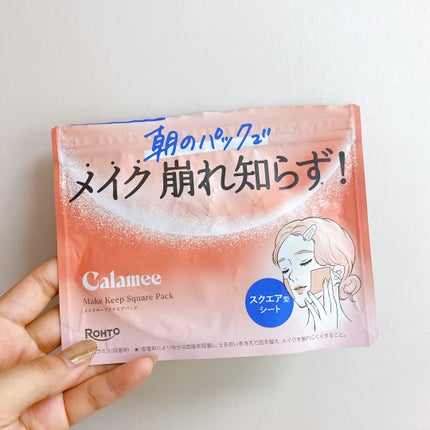 朝のパックで
メイク崩れ知らず!
Calamee
Make Keep Square Pack
メイクキープスクエアパック
スクエア型
シート
ROHTO